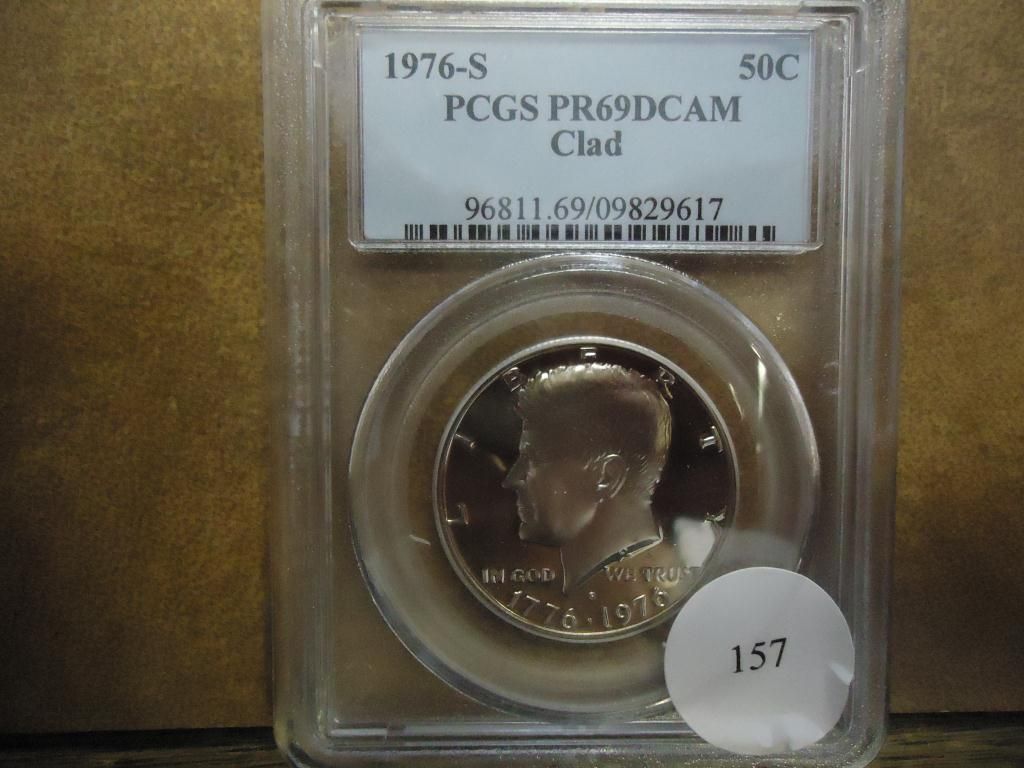 1976-S 50C
PCGS PR69DCAM
Clad
96811.69/09829617
LIBERTY
IN GOD WE TRUST
S
1776 · 1976
157